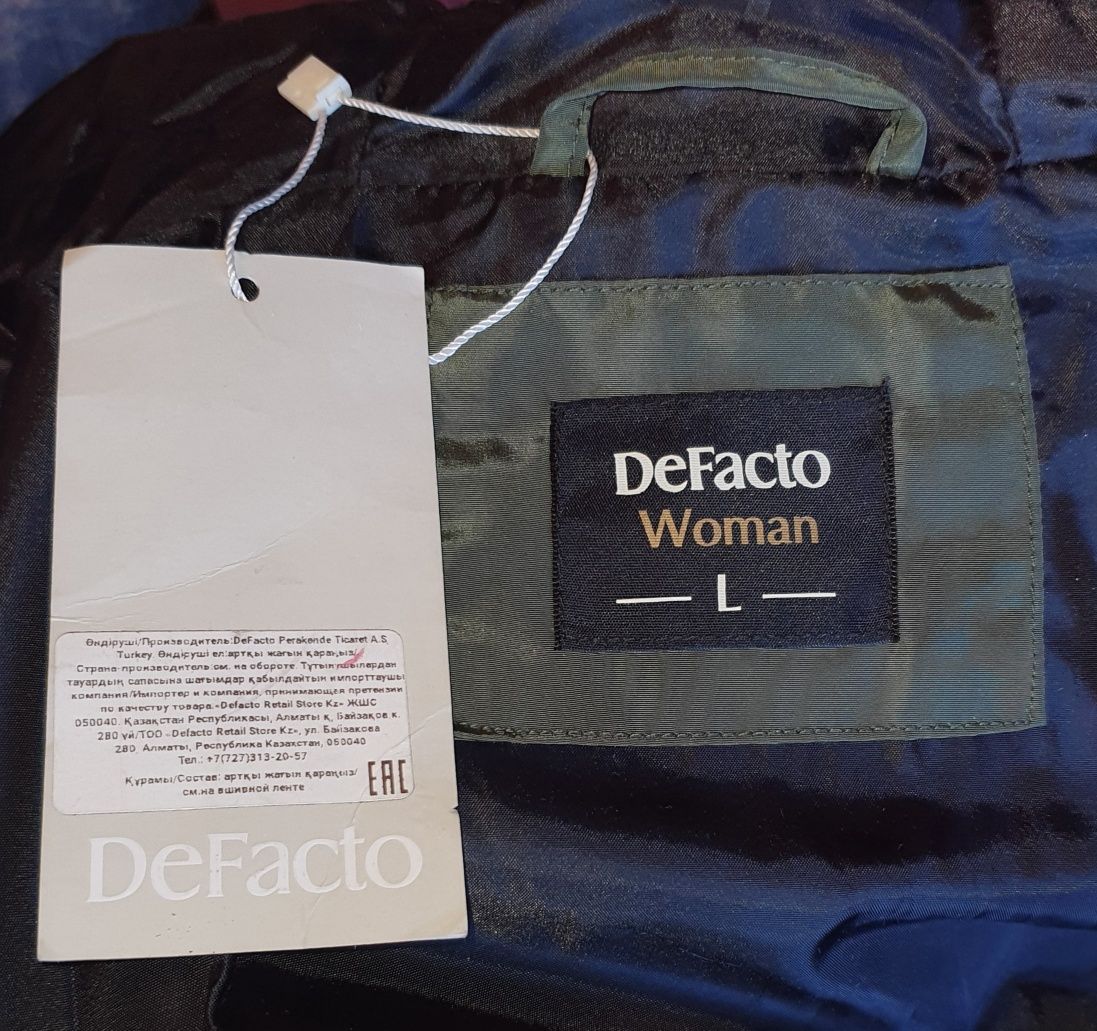 Өндіруші/Производитель:DeFacto Perakende Ticaret A.S,
Turkey. Өндіруші ел:артқы жағын қараңыз/
Страна-производитель:см. на обороте. Тұтынушылардан
тауардың сапасына шағымдар қабылдайтын импорттаушы
компания/Импортер и компания, принимающая претензии
по качеству товара.«Defacto Retail Store Kz» ЖШС
050040. Қазақстан Республикасы, Алматы қ, Байзақов к.
280 үй/ТОО «Defacto Retail Store Kz», ул. Байзакова
280, Алматы, Республика Казахстан, 050040
Тел.: +7(727)313-20-57
Құрамы/Состав: артқы жағын қараңыз/
см.на вшивной ленте
EAC
DeFacto
DeFacto
Woman
L